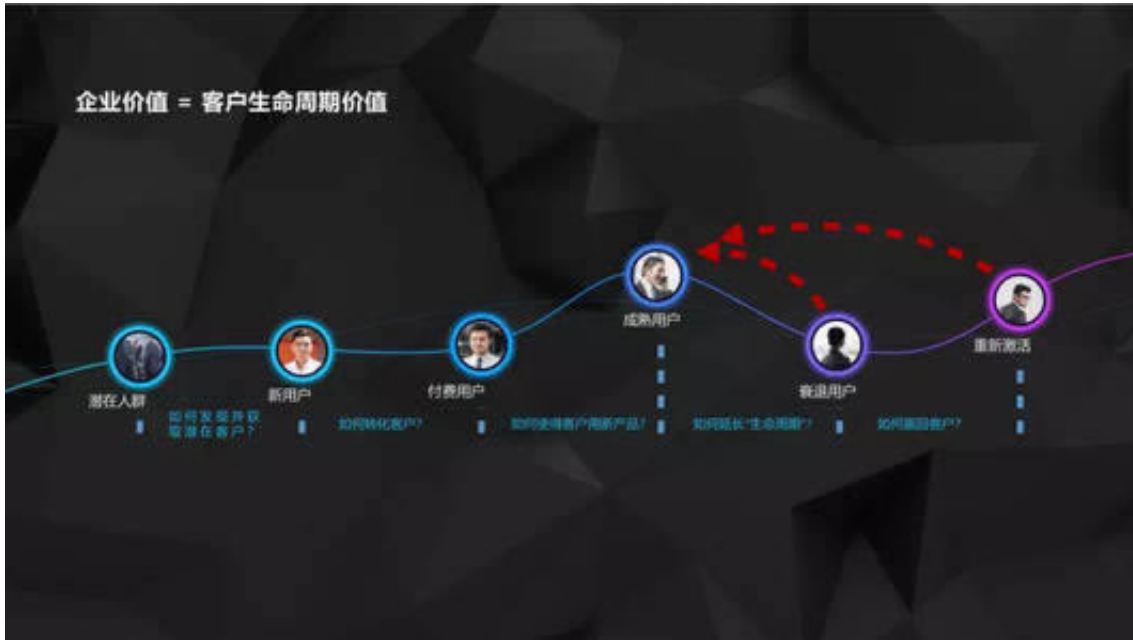 企业价值 = 客户生命周期价值
成熟用户
重新激活
潜在人群
新用户
付费用户
衰退用户
如何发现并获
取潜在客户？
如何转化客户？
如何使得客户用新产品？
如何延长“生命周期”？
如何赢回客户？